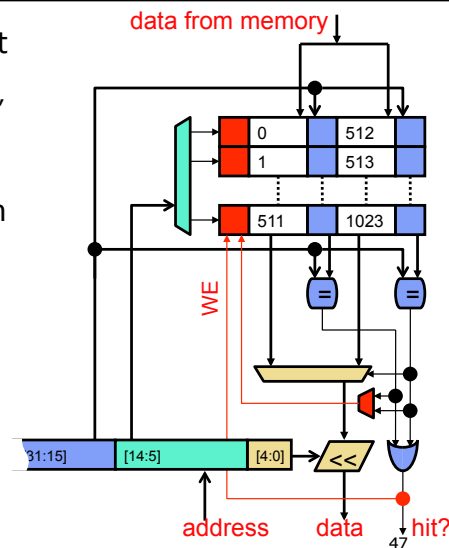 data from memory
t
,
0 512
1 513
n
511 1023
WE
= =
31:15] [14:5] [4:0] <<
address data hit?
47